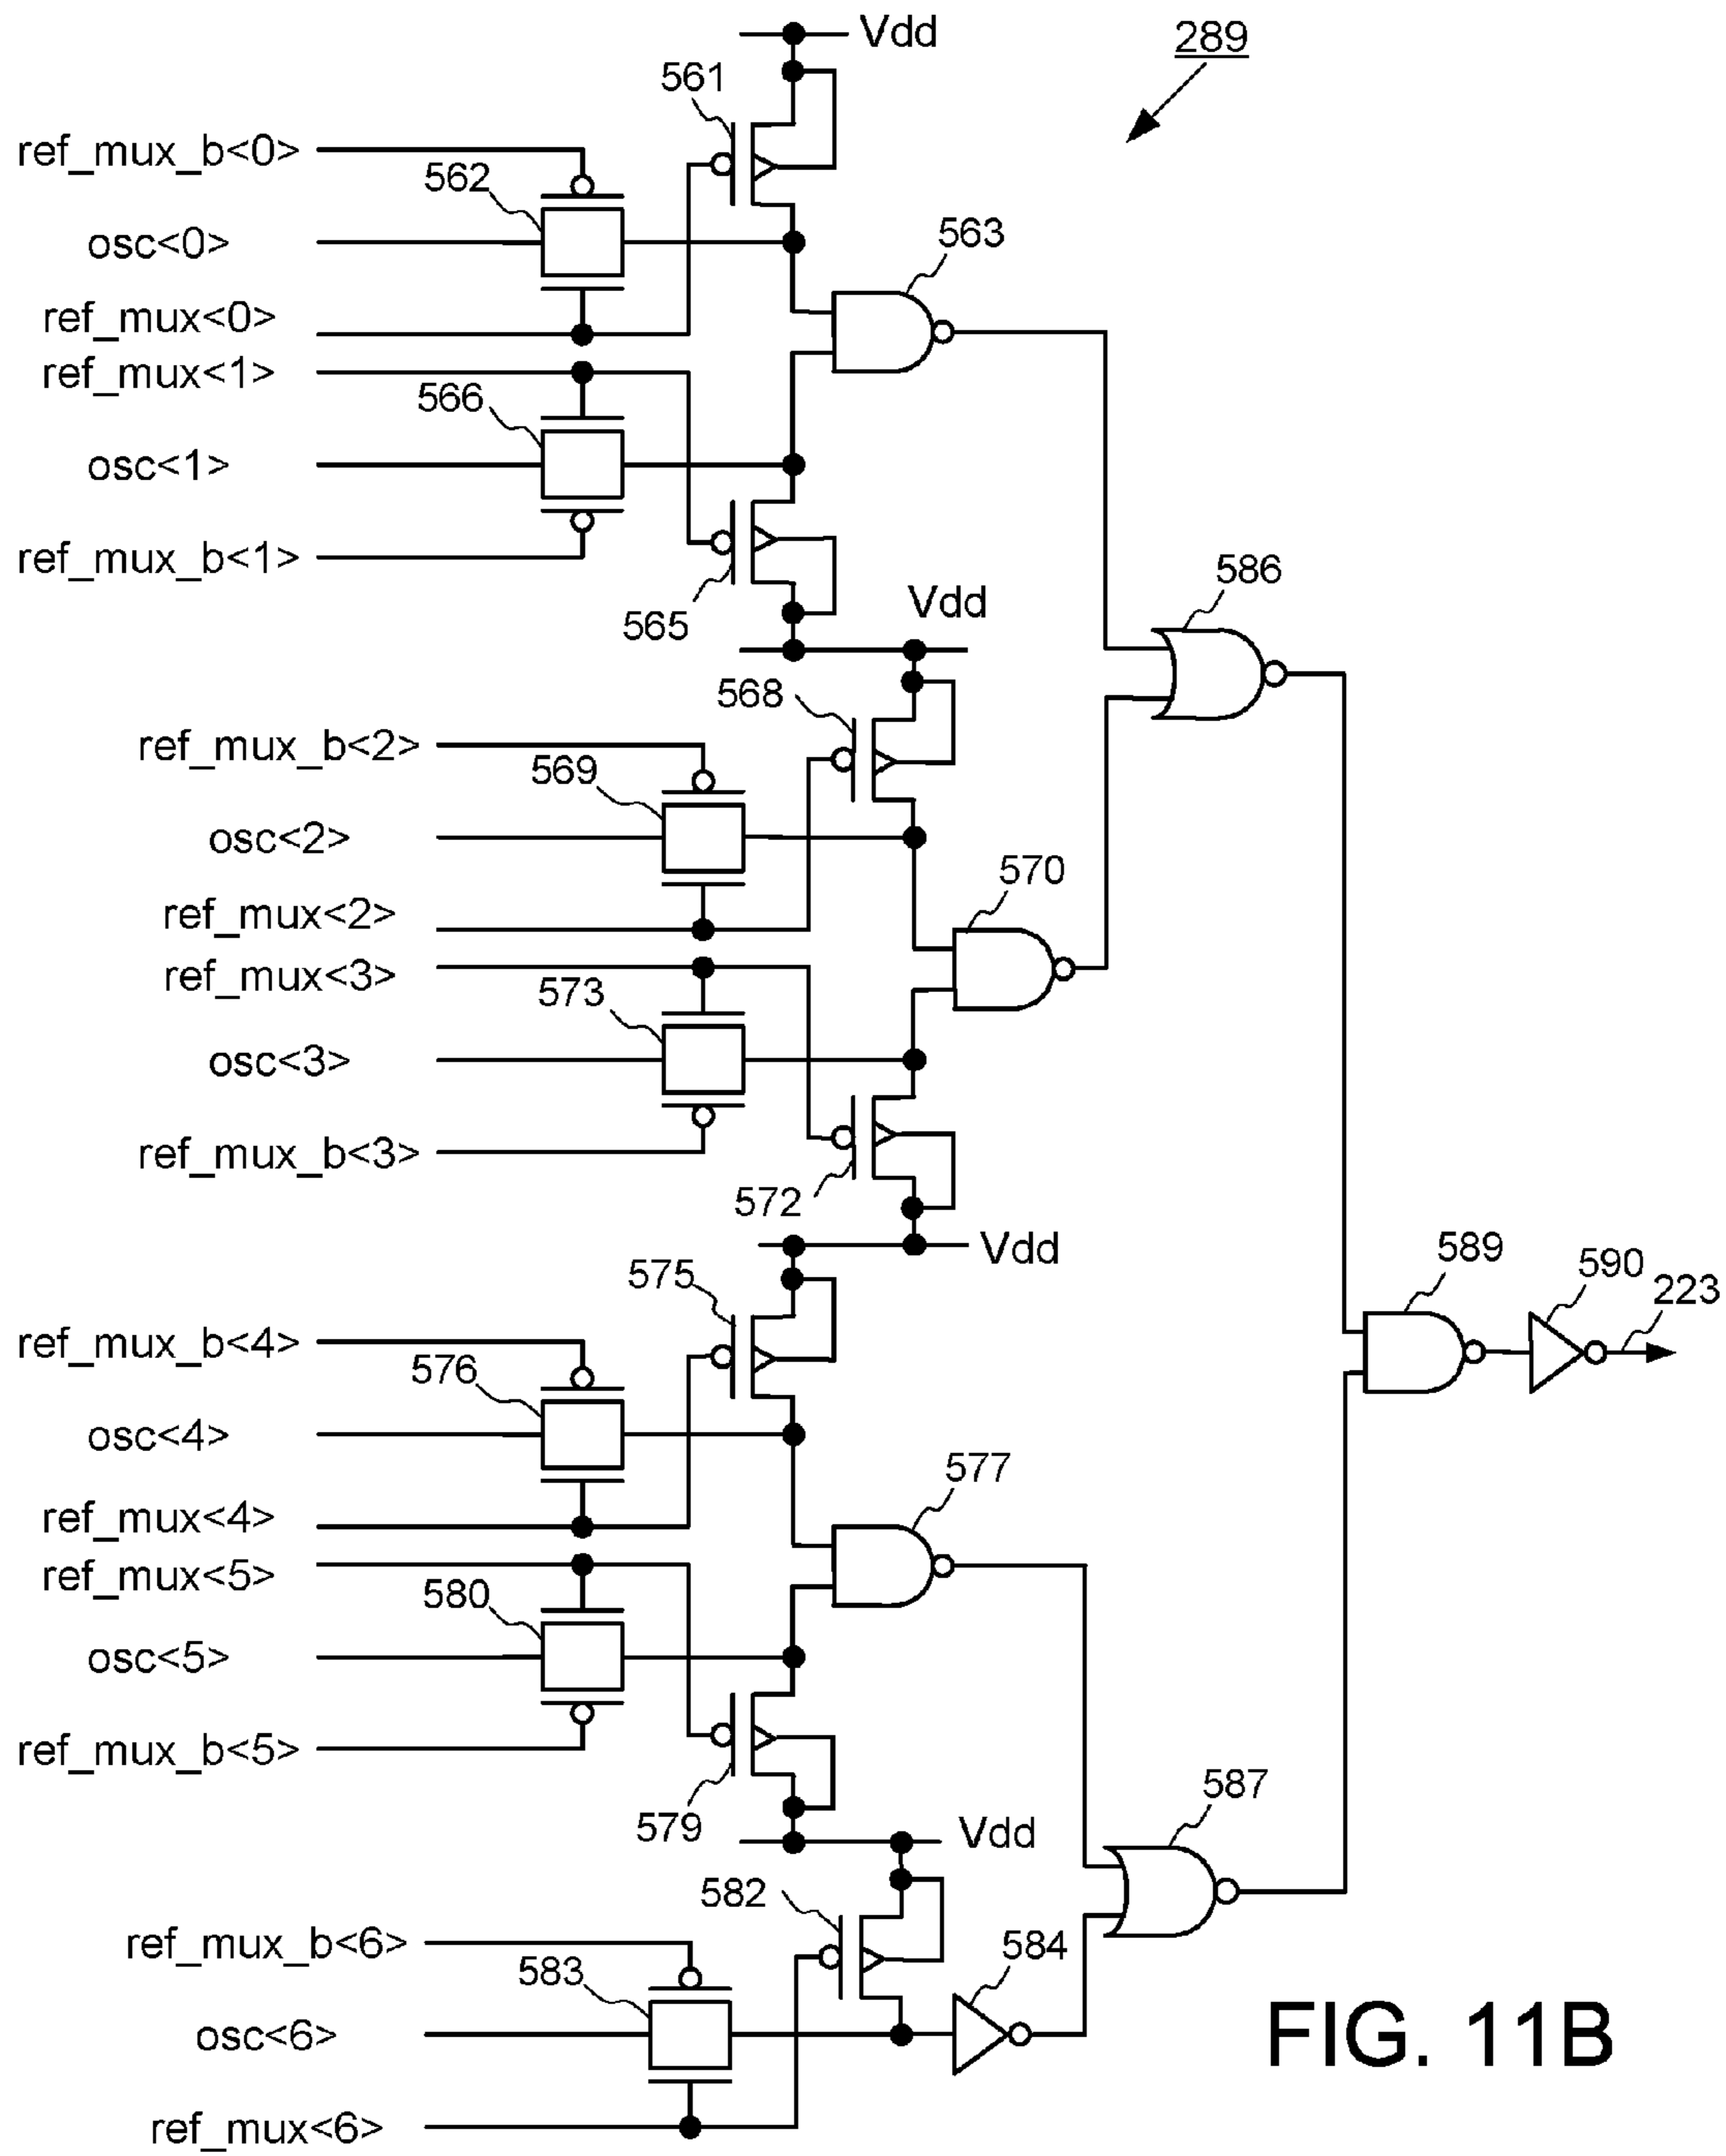 Vdd
289
561
ref_mux_b<0>
562
osc<0>
563
ref_mux<0>
ref_mux<1>
566
osc<1>
ref_mux_b<1>
565
Vdd
586
568
ref_mux_b<2>
569
osc<2>
570
ref_mux<2>
ref_mux<3>
573
osc<3>
ref_mux_b<3>
572
Vdd
575
589
590
223
ref_mux_b<4>
576
osc<4>
577
ref_mux<4>
ref_mux<5>
580
osc<5>
ref_mux_b<5>
579
587
Vdd
582
ref_mux_b<6>
583
584
osc<6>
ref_mux<6>
FIG. 11B